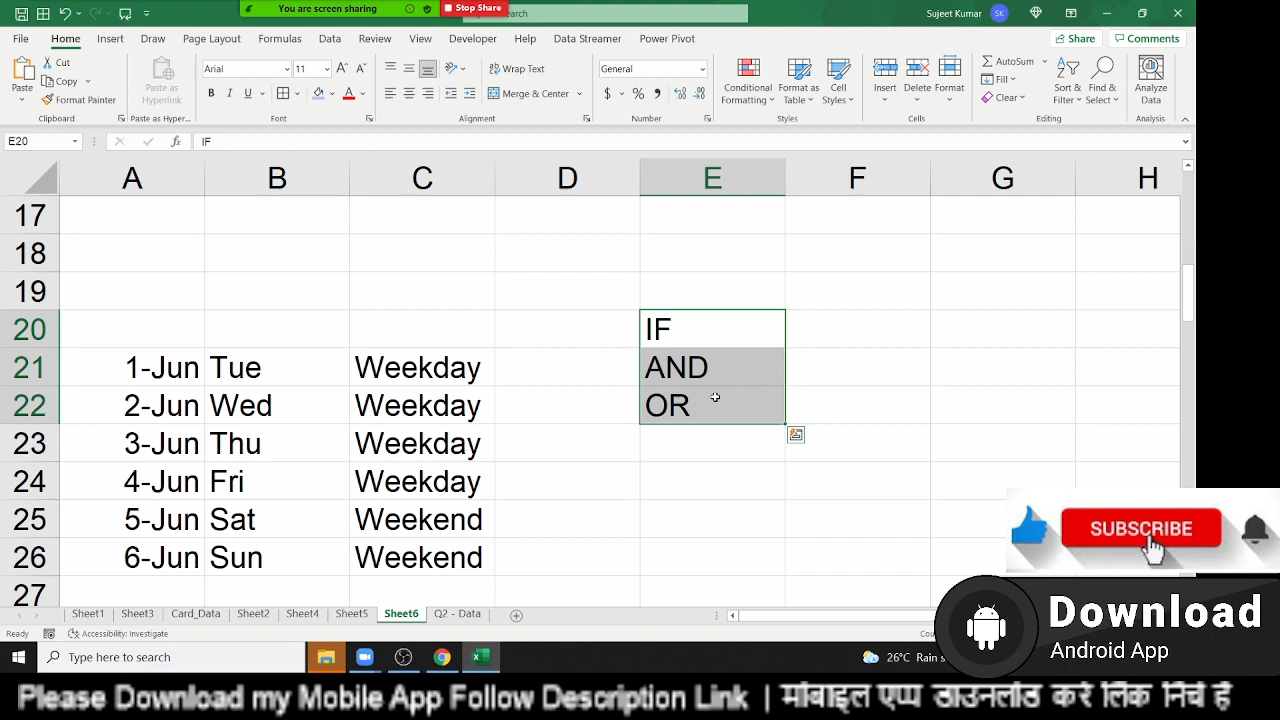 You are screen sharing
Stop Share
Search
Sujeet Kumar
SK
File Home Insert Draw Page Layout Formulas Data Review View Developer Help Data Streamer Power Pivot
Share
Comments
Paste
Cut
Copy
Format Painter
Clipboard
Paste as Hyperlink
Paste as Hyper...
Arial
11
B I U
Font
Wrap Text
Merge & Center
Alignment
General
Number
Conditional Formatting
Format as Table
Cell Styles
Styles
Insert
Delete
Format
Cells
AutoSum
Fill
Clear
Sort & Filter
Find & Select
Editing
Analyze Data
Analysis
E20
fx
IF
A B C D E F G H
17
18
19
20 IF
21 1-Jun Tue Weekday AND
22 2-Jun Wed Weekday OR
23 3-Jun Thu Weekday
24 4-Jun Fri Weekday
25 5-Jun Sat Weekend
26 6-Jun Sun Weekend
27
SUBSCRIBE
Download
Android App
Sheet1 Sheet3 Card_Data Sheet2 Sheet4 Sheet5 Sheet6 Q2 - Data
Ready
Accessibility: Investigate
Type here to search
26°C Rain s
Please Download my Mobile App Follow Description Link | मोबाइल एप्प डाउनलोड करे लिंक निचे है